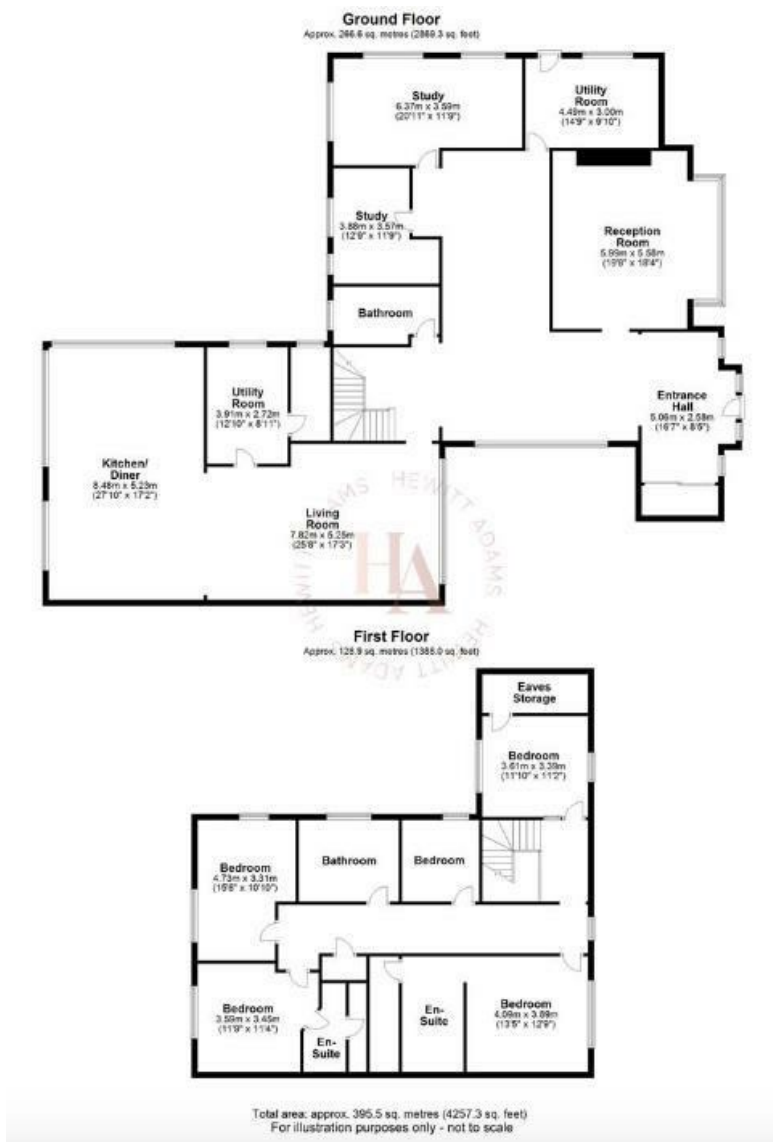 Ground Floor
Approx. 266.6 sq. metres (2869.3 sq. feet)
Study
6.37m x 3.59m
(20'11" x 11'9")
Utility
Room
4.49m x 3.00m
(14'9" x 9'10")
Study
3.88m x 3.57m
(12'9" x 11'9")
Reception
Room
5.99m x 5.58m
(19'8" x 18'4")
Bathroom
Utility
Room
3.91m x 2.72m
(12'10" x 8'11")
Entrance
Hall
5.06m x 2.58m
(16'7" x 8'5")
Kitchen/
Diner
8.48m x 5.23m
(27'10" x 17'2")
Living
Room
7.82m x 5.25m
(25'8" x 17'3")
HEWITT ADAMS HEWITT ADAMS HEWITT ADAMS
HA
First Floor
Approx. 128.9 sq. metres (1388.0 sq. feet)
Eaves
Storage
Bedroom
3.61m x 3.39m
(11'10" x 11'2")
Bedroom
4.73m x 3.31m
(15'6" x 10'10")
Bathroom
Bedroom
Bedroom
3.59m x 3.45m
(11'9" x 11'4")
En-
Suite
En-
Suite
Bedroom
4.09m x 3.89m
(13'5" x 12'9")
Total area: approx. 395.5 sq. metres (4257.3 sq. feet)
For illustration purposes only - not to scale